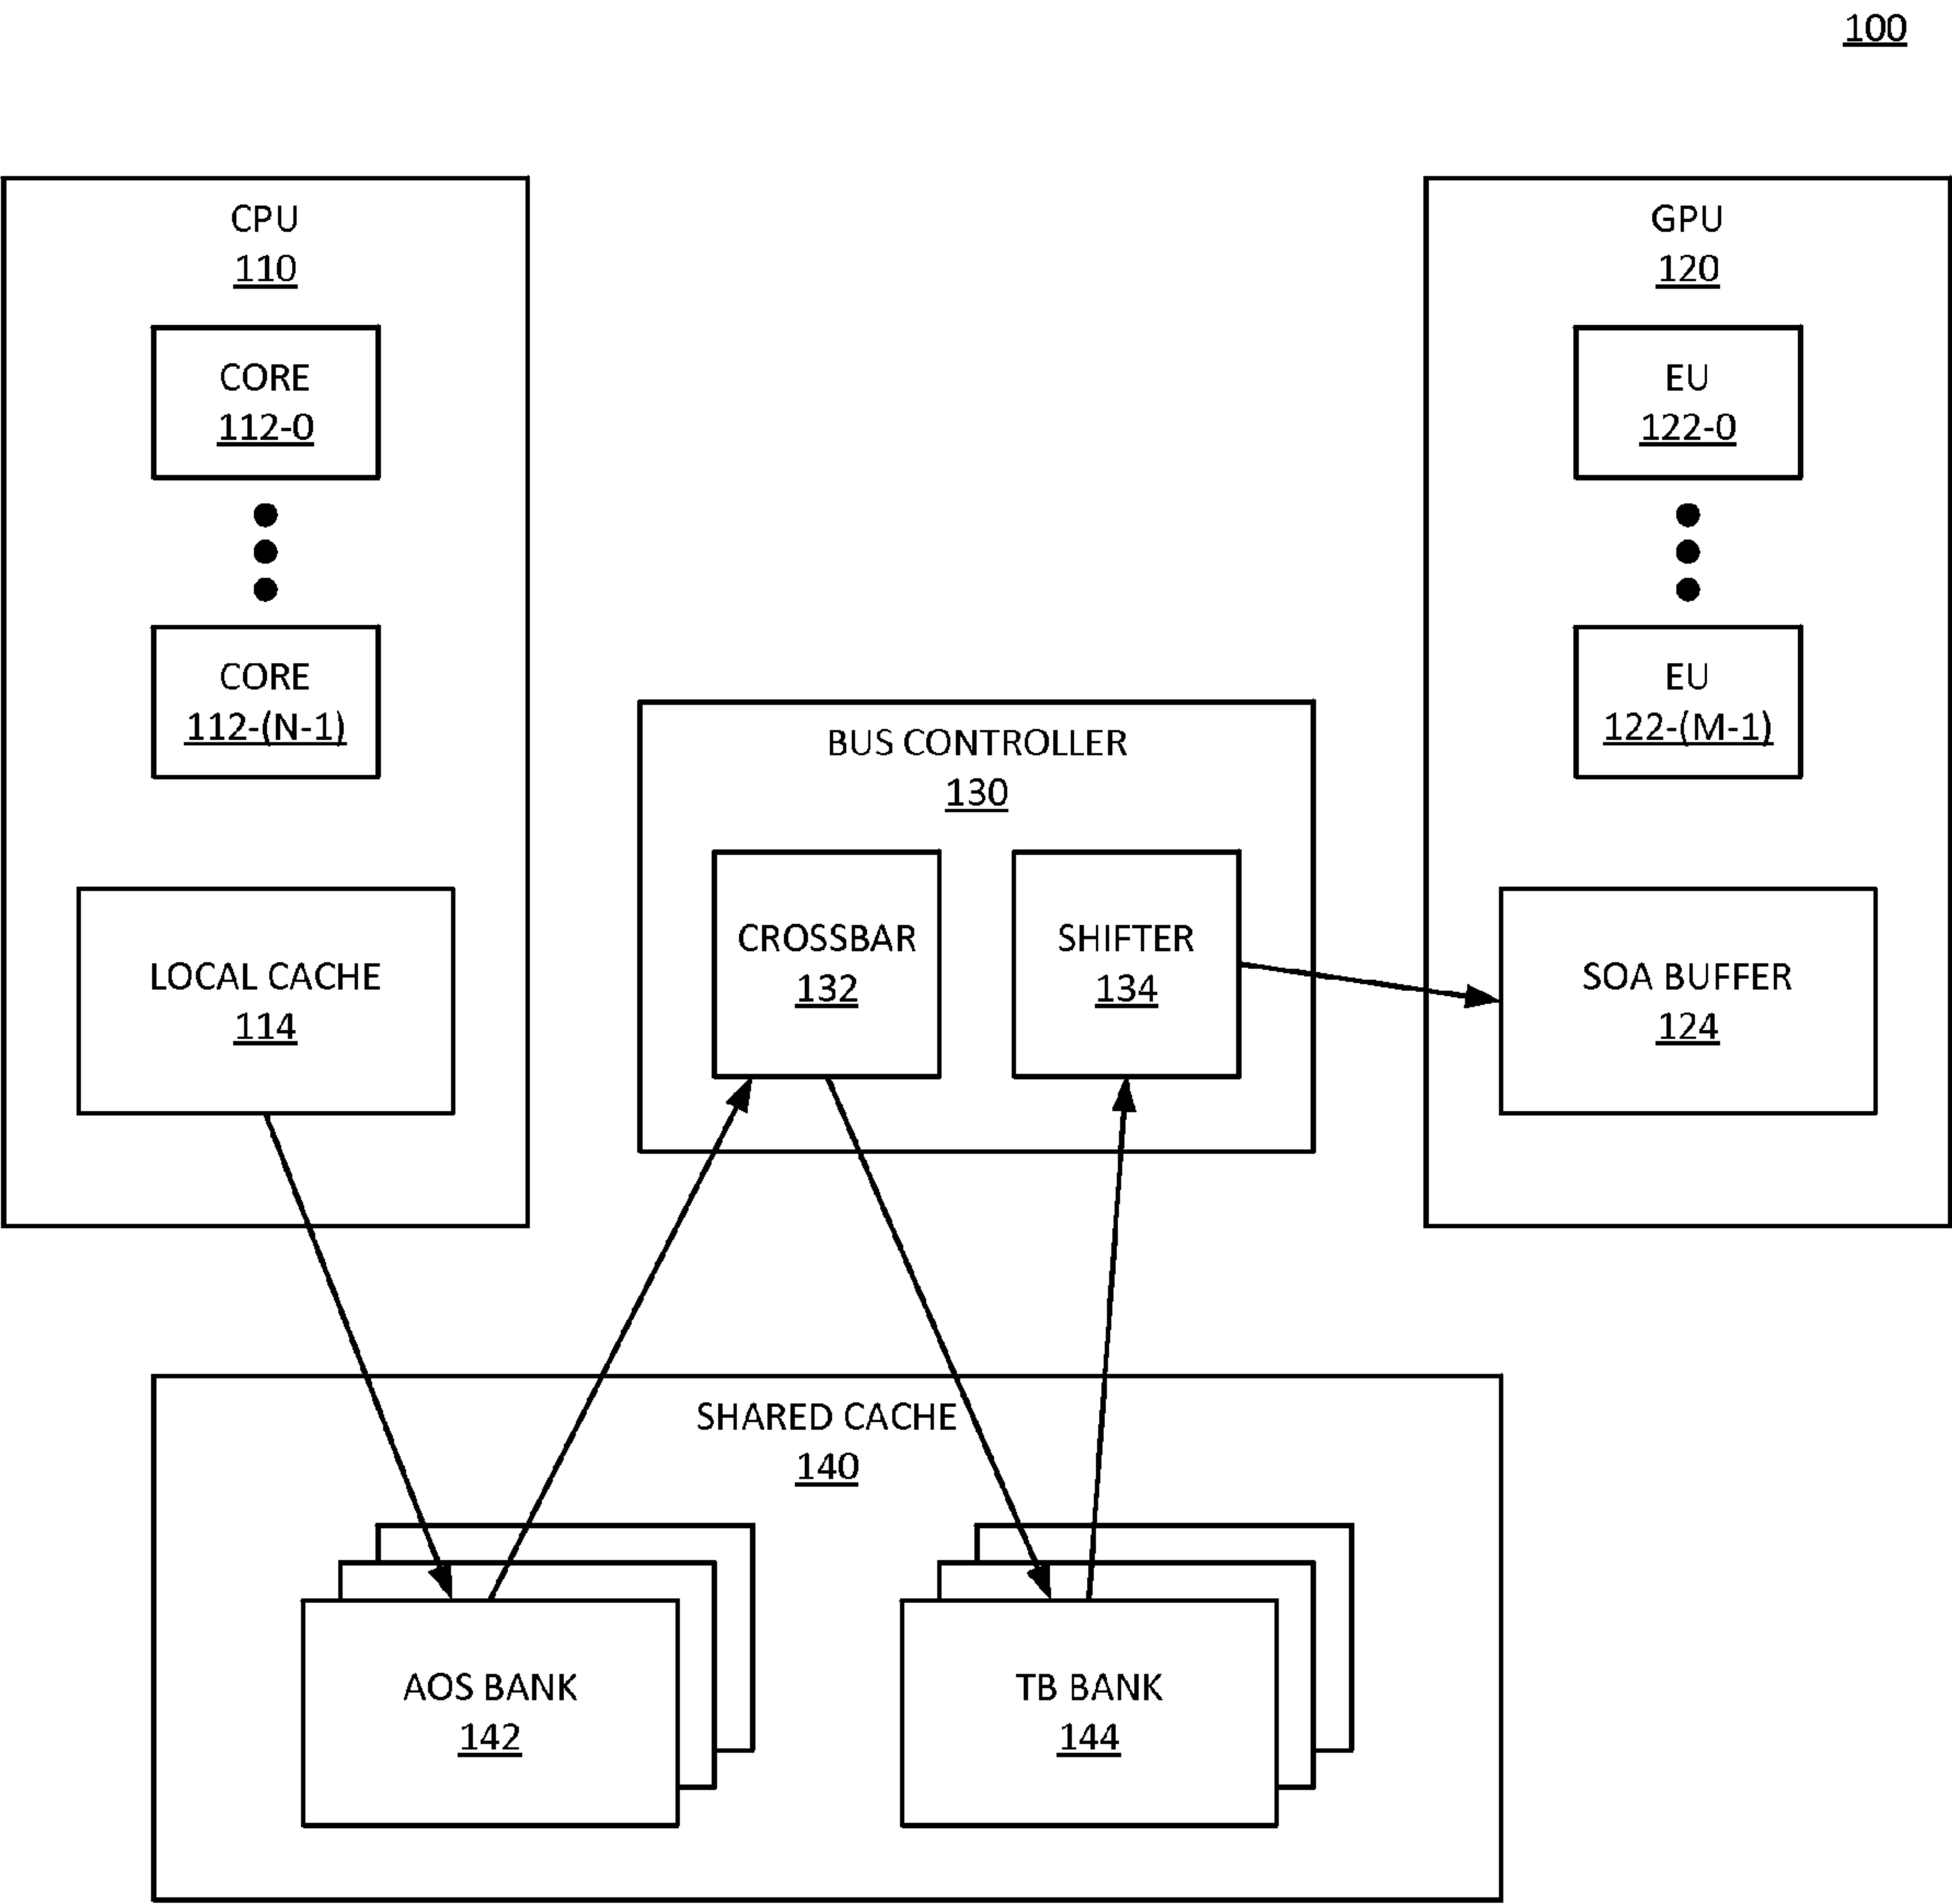 100
CPU
110
CORE
112-0
CORE
112-(N-1)
LOCAL CACHE
114
GPU
120
EU
122-0
EU
122-(M-1)
SOA BUFFER
124
BUS CONTROLLER
130
CROSSBAR
132
SHIFTER
134
SHARED CACHE
140
AOS BANK
142
TB BANK
144